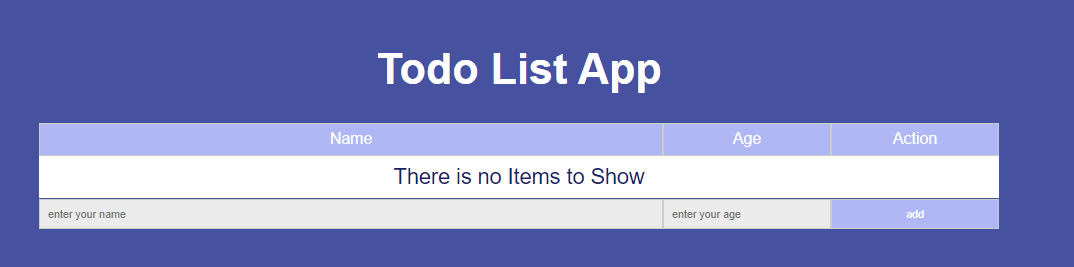 Todo List App
Name Age Action
There is no Items to Show
enter your name enter your age add